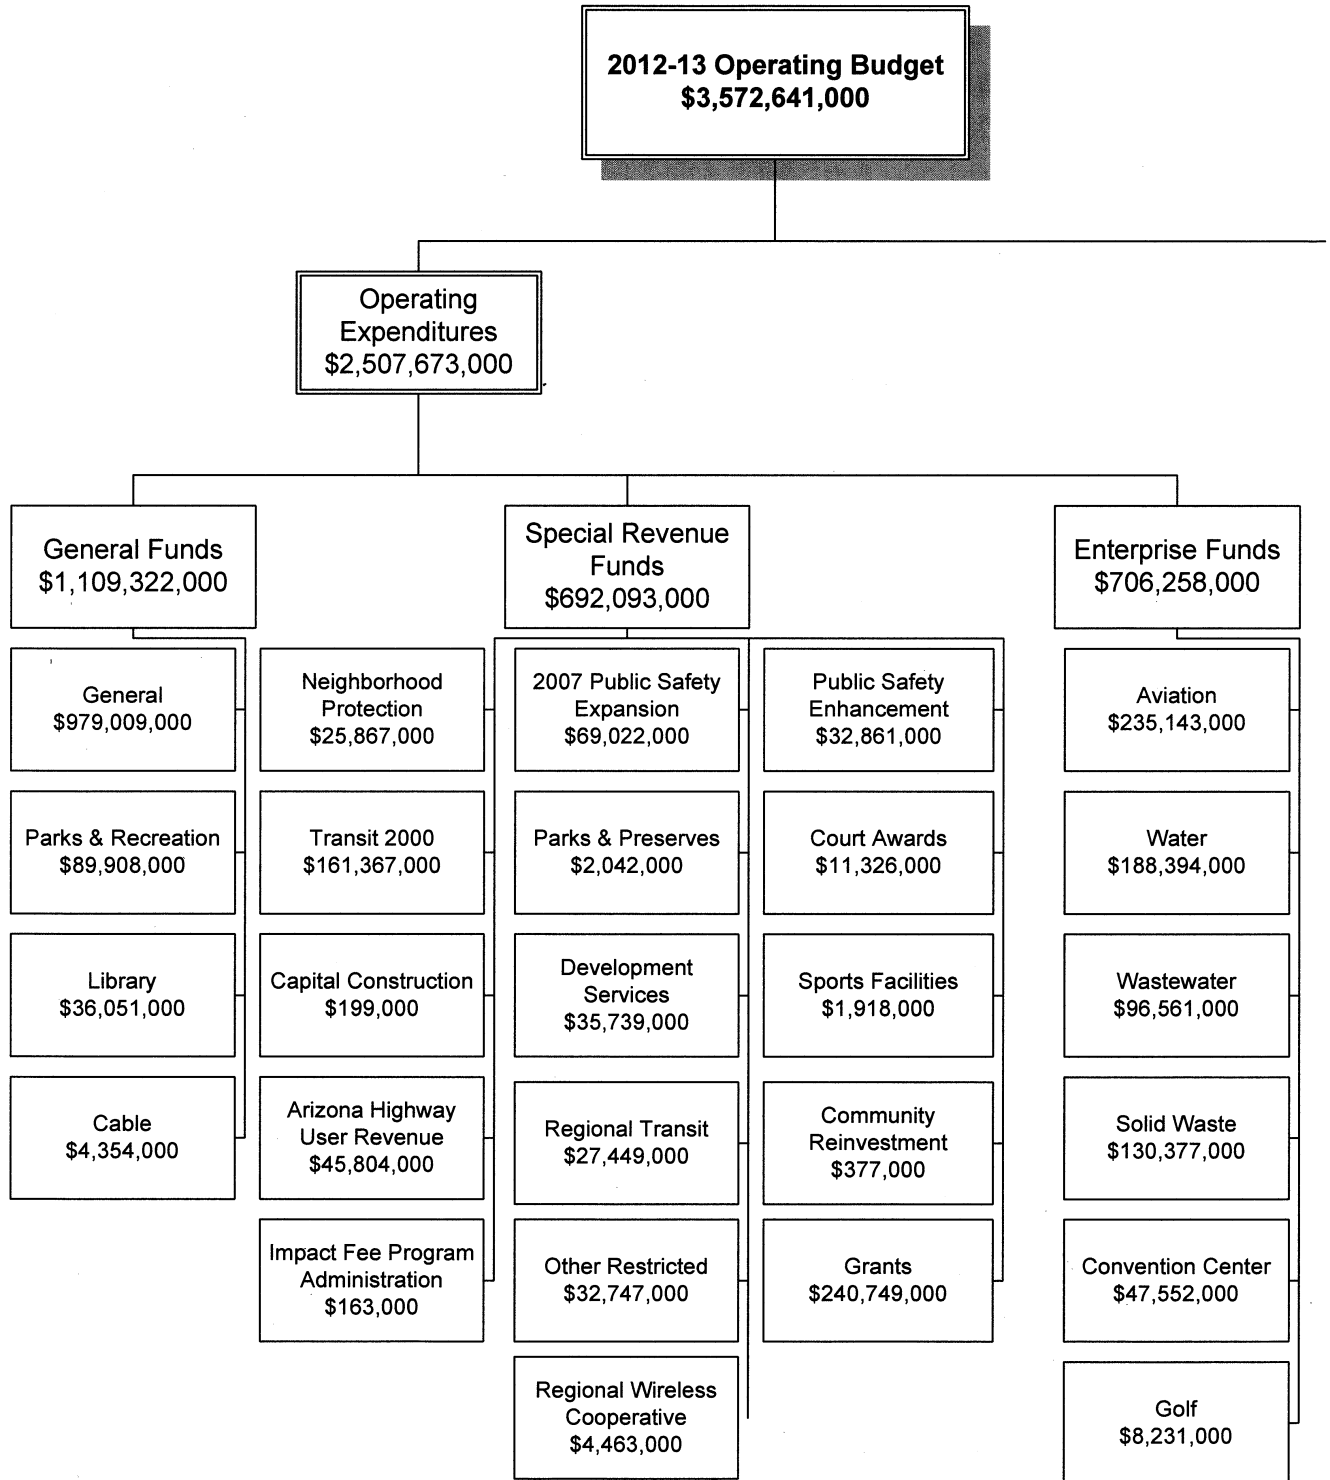 2012-13 Operating Budget
$3,572,641,000
Operating
Expenditures
$2,507,673,000
General Funds
$1,109,322,000
General
$979,009,000
Parks & Recreation
$89,908,000
Library
$36,051,000
Cable
$4,354,000
Special Revenue
Funds
$692,093,000
Neighborhood
Protection
$25,867,000
Transit 2000
$161,367,000
Capital Construction
$199,000
Arizona Highway
User Revenue
$45,804,000
Impact Fee Program
Administration
$163,000
2007 Public Safety
Expansion
$69,022,000
Parks & Preserves
$2,042,000
Development
Services
$35,739,000
Regional Transit
$27,449,000
Other Restricted
$32,747,000
Regional Wireless
Cooperative
$4,463,000
Public Safety
Enhancement
$32,861,000
Court Awards
$11,326,000
Sports Facilities
$1,918,000
Community
Reinvestment
$377,000
Grants
$240,749,000
Enterprise Funds
$706,258,000
Aviation
$235,143,000
Water
$188,394,000
Wastewater
$96,561,000
Solid Waste
$130,377,000
Convention Center
$47,552,000
Golf
$8,231,000